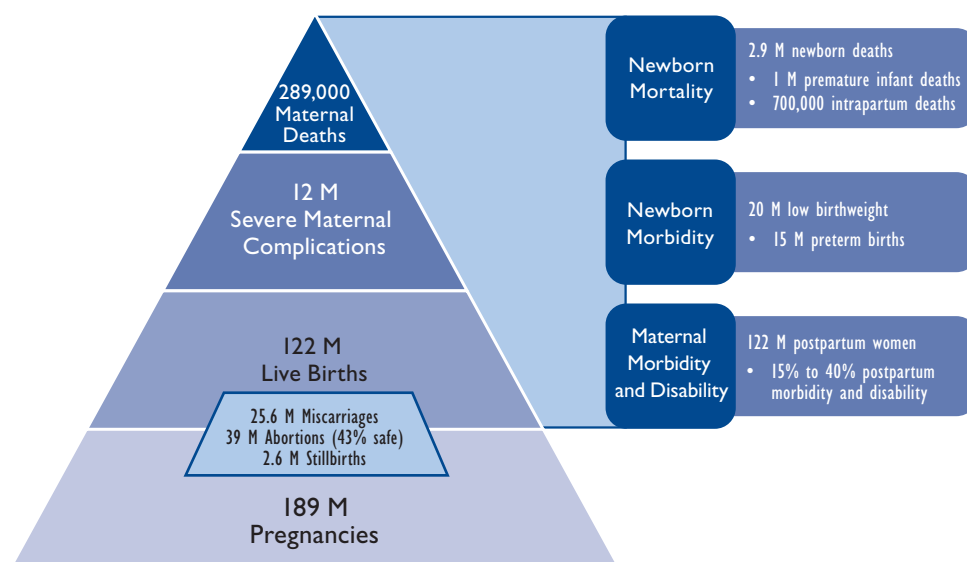 289,000
Maternal
Deaths
12 M
Severe Maternal
Complications
122 M
Live Births
25.6 M Miscarriages
39 M Abortions (43% safe)
2.6 M Stillbirths
189 M
Pregnancies
Newborn
Mortality
2.9 M newborn deaths
• 1 M premature infant deaths
• 700,000 intrapartum deaths
Newborn
Morbidity
20 M low birthweight
• 15 M preterm births
Maternal
Morbidity
and Disability
122 M postpartum women
• 15% to 40% postpartum
morbidity and disability